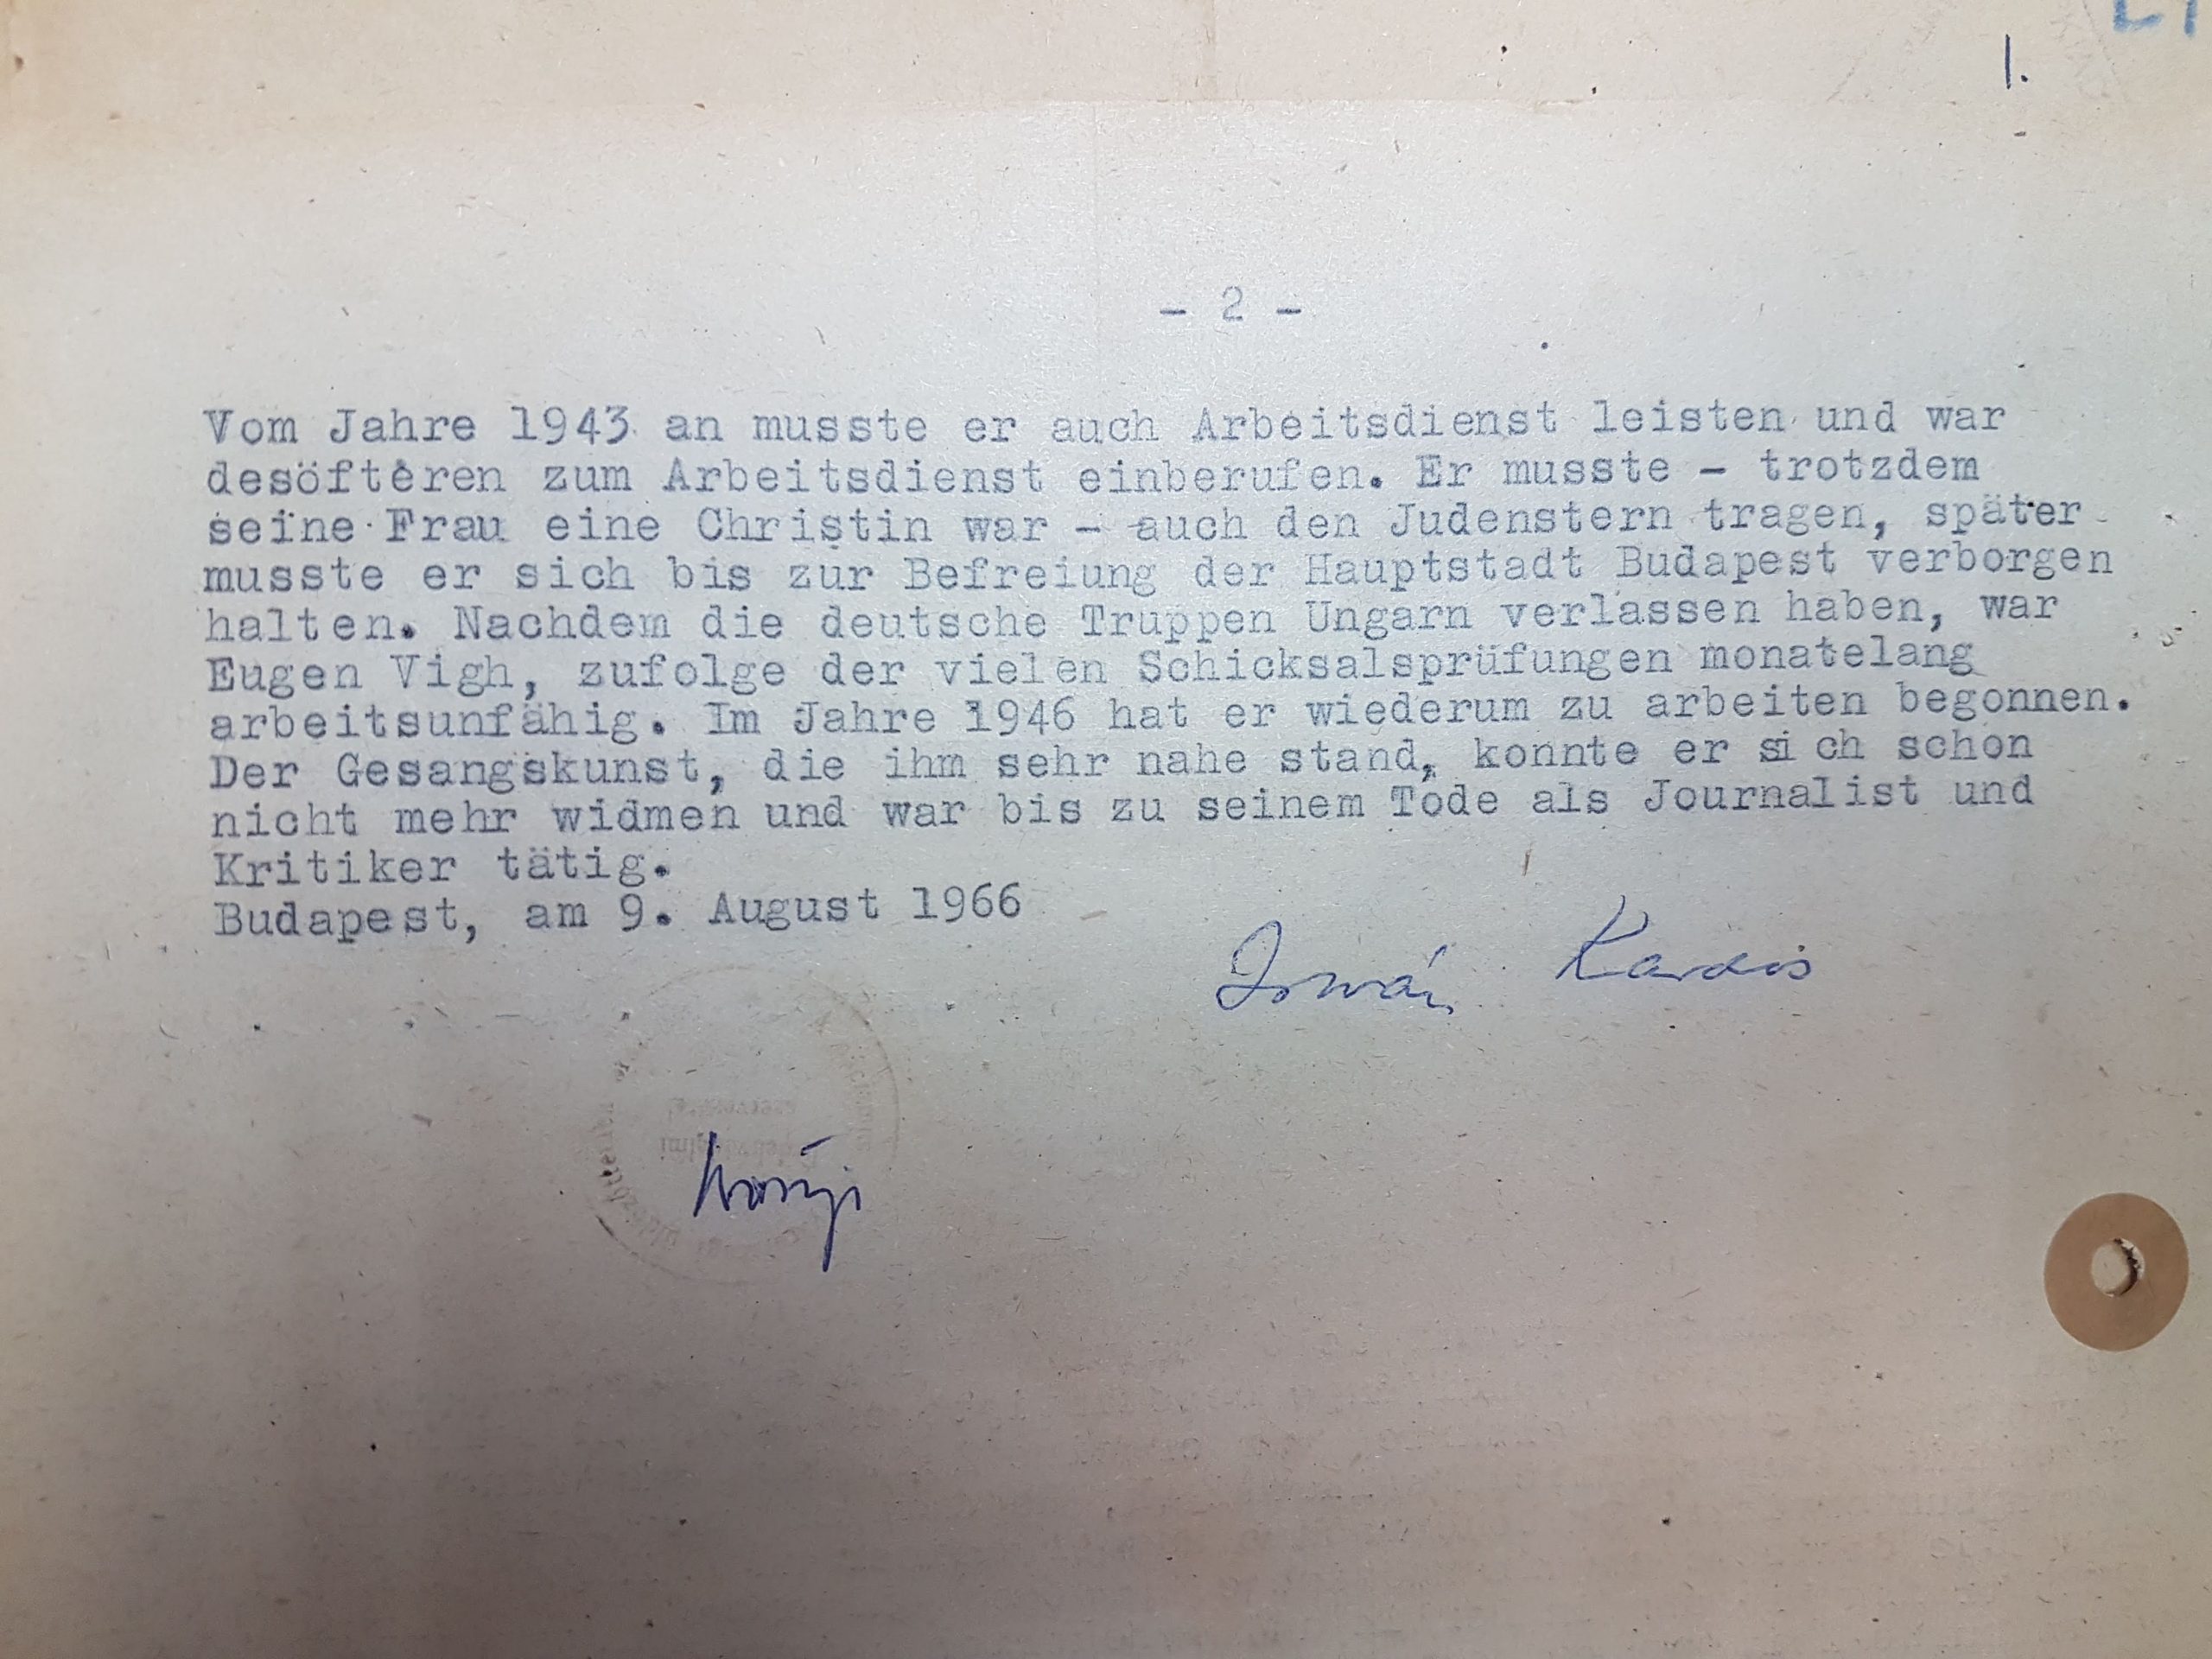 1.
- 2 -
Vom Jahre 1943 an musste er auch Arbeitsdienst leisten und war
desöfteren zum Arbeitsdienst einberufen. Er musste - trotzdem
seine Frau eine Christin war - auch den Judenstern tragen, später
musste er sich bis zur Befreiung der Hauptstadt Budapest verborgen
halten. Nachdem die deutsche Truppen Ungarn verlassen haben, war
Eugen Vigh, zufolge der vielen Schicksalsprüfungen monatelang
arbeitsunfähig. Im Jahre 1946 hat er wiederum zu arbeiten begonnen.
Der Gesangskunst, die ihm sehr nahe stand, konnte er sich schon
nicht mehr widmen und war bis zu seinem Tode als Journalist und
Kritiker tätig.
Budapest, am 9. August 1966